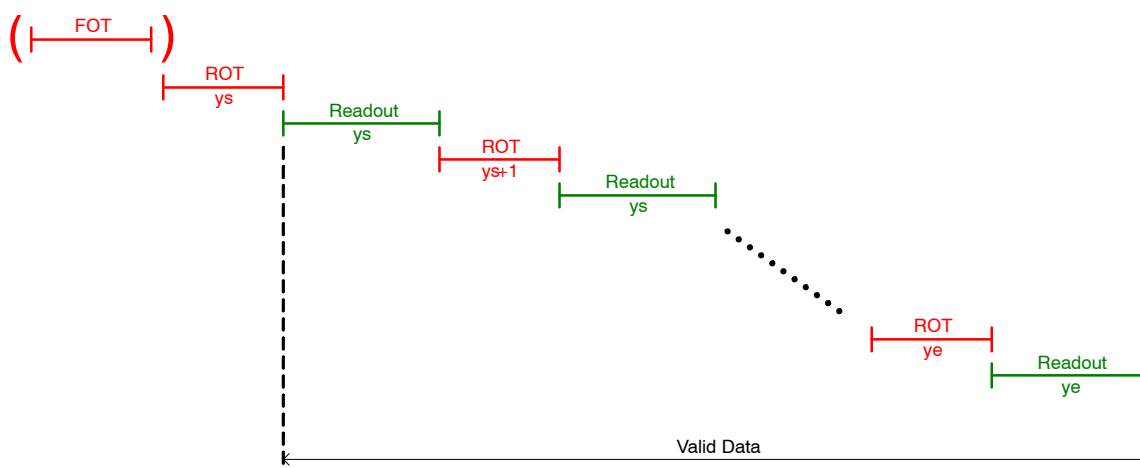 ( FOT )
ROT
ys
Readout
ys
ROT
ys+1
Readout
ys
ROT
ye
Readout
ye
Valid Data